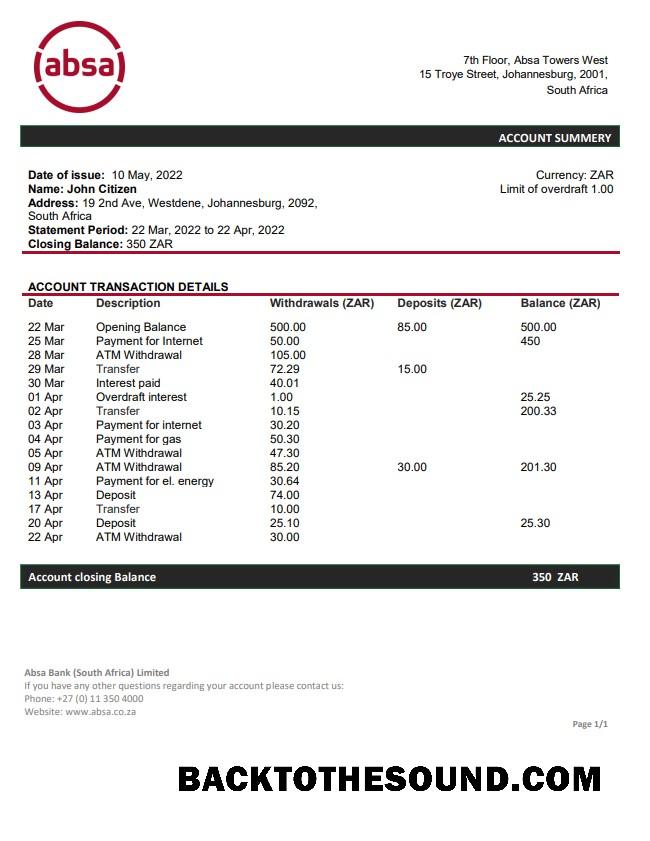 absa
7th Floor, Absa Towers West
15 Troye Street, Johannesburg, 2001,
South Africa
ACCOUNT SUMMERY
Date of issue: 10 May, 2022
Currency: ZAR
Name: John Citizen
Limit of overdraft 1.00
Address: 19 2nd Ave, Westdene, Johannesburg, 2092,
South Africa
Statement Period: 22 Mar, 2022 to 22 Apr, 2022
Closing Balance: 350 ZAR
ACCOUNT TRANSACTION DETAILS
Date Description Withdrawals (ZAR) Deposits (ZAR) Balance (ZAR)
22 Mar Opening Balance 500.00 85.00 500.00
25 Mar Payment for Internet 50.00 450
28 Mar ATM Withdrawal 105.00
29 Mar Transfer 72.29 15.00
30 Mar Interest paid 40.01
01 Apr Overdraft interest 1.00 25.25
02 Apr Transfer 10.15 200.33
03 Apr Payment for internet 30.20
04 Apr Payment for gas 50.30
05 Apr ATM Withdrawal 47.30
09 Apr ATM Withdrawal 85.20 30.00 201.30
11 Apr Payment for el. energy 30.64
13 Apr Deposit 74.00
17 Apr Transfer 10.00
20 Apr Deposit 25.10 25.30
22 Apr ATM Withdrawal 30.00
Account closing Balance 350 ZAR
Absa Bank (South Africa) Limited
If you have any other questions regarding your account please contact us:
Phone: +27 (0) 11 350 4000
Website: www.absa.co.za
Page 1/1
BACKTOTHESOUND.COM